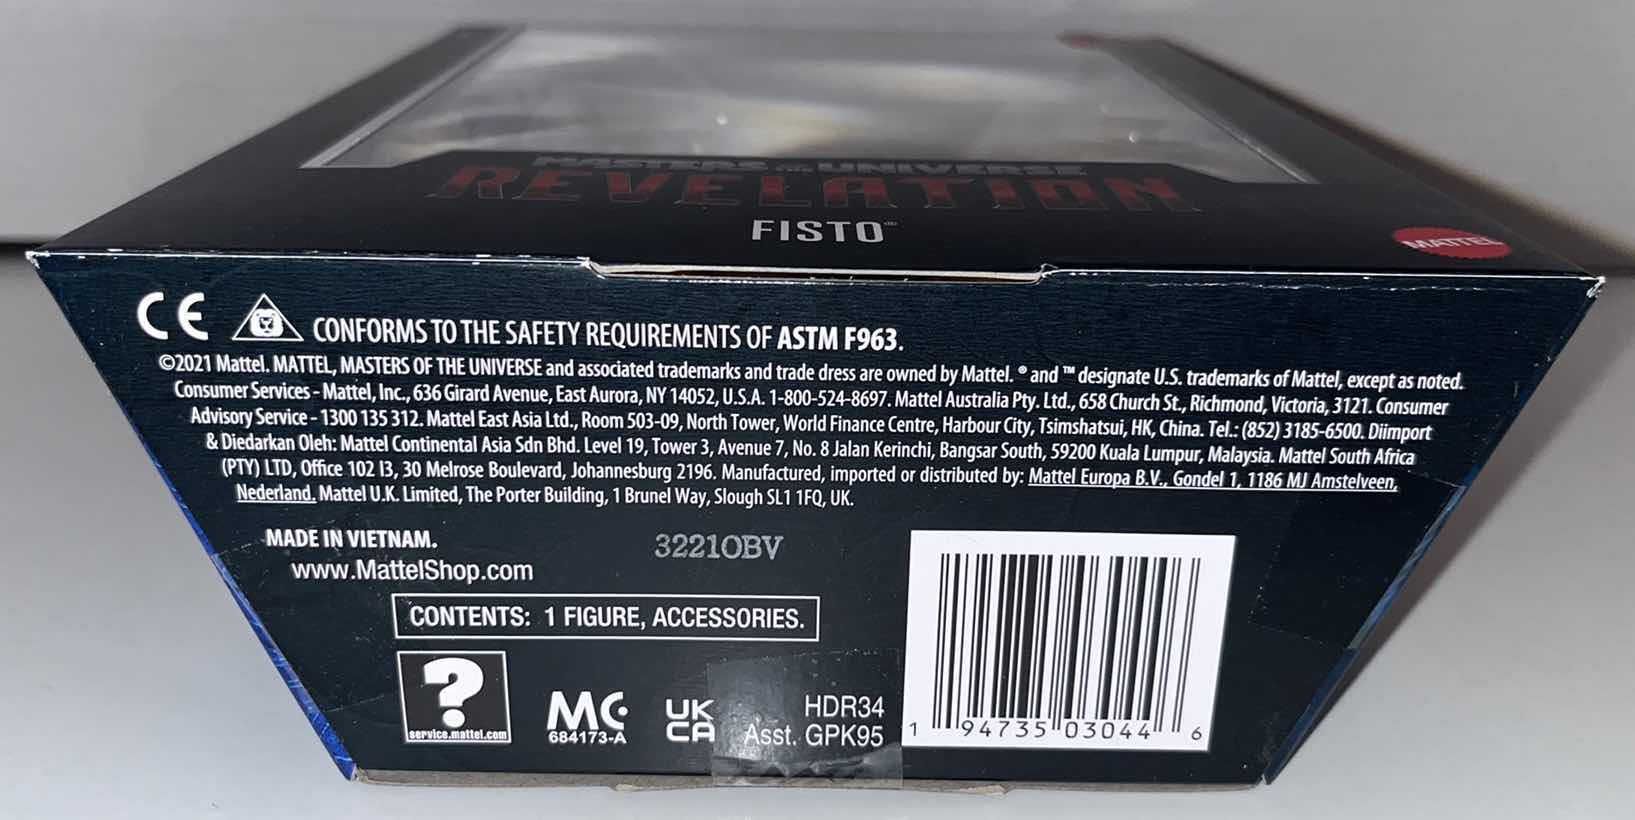 MASTERS OF THE UNIVERSE
REVELATION
FISTO®
MATTEL
CE CONFORMS TO THE SAFETY REQUIREMENTS OF ASTM F963.
©2021 Mattel. MATTEL, MASTERS OF THE UNIVERSE and associated trademarks and trade dress are owned by Mattel. ® and ™ designate U.S. trademarks of Mattel, except as noted.
Consumer Services - Mattel, Inc., 636 Girard Avenue, East Aurora, NY 14052, U.S.A. 1-800-524-8697. Mattel Australia Pty. Ltd., 658 Church St., Richmond, Victoria, 3121. Consumer
Advisory Service - 1300 135 312. Mattel East Asia Ltd., Room 503-09, North Tower, World Finance Centre, Harbour City, Tsimshatsui, HK, China. Tel.: (852) 3185-6500. Diimport
& Diedarkan Oleh: Mattel Continental Asia Sdn Bhd. Level 19, Tower 3, Avenue 7, No. 8 Jalan Kerinchi, Bangsar South, 59200 Kuala Lumpur, Malaysia. Mattel South Africa
(PTY) LTD, Office 102 I3, 30 Melrose Boulevard, Johannesburg 2196. Manufactured, imported or distributed by: Mattel Europa B.V., Gondel 1, 1186 MJ Amstelveen,
Nederland. Mattel U.K. Limited, The Porter Building, 1 Brunel Way, Slough SL1 1FQ, UK.
MADE IN VIETNAM.
32210BV
www.MattelShop.com
CONTENTS: 1 FIGURE, ACCESSORIES.
?
service.mattel.com
MC
684173-A
UK
CA
HDR34
Asst. GPK95
1 94735 03044 6